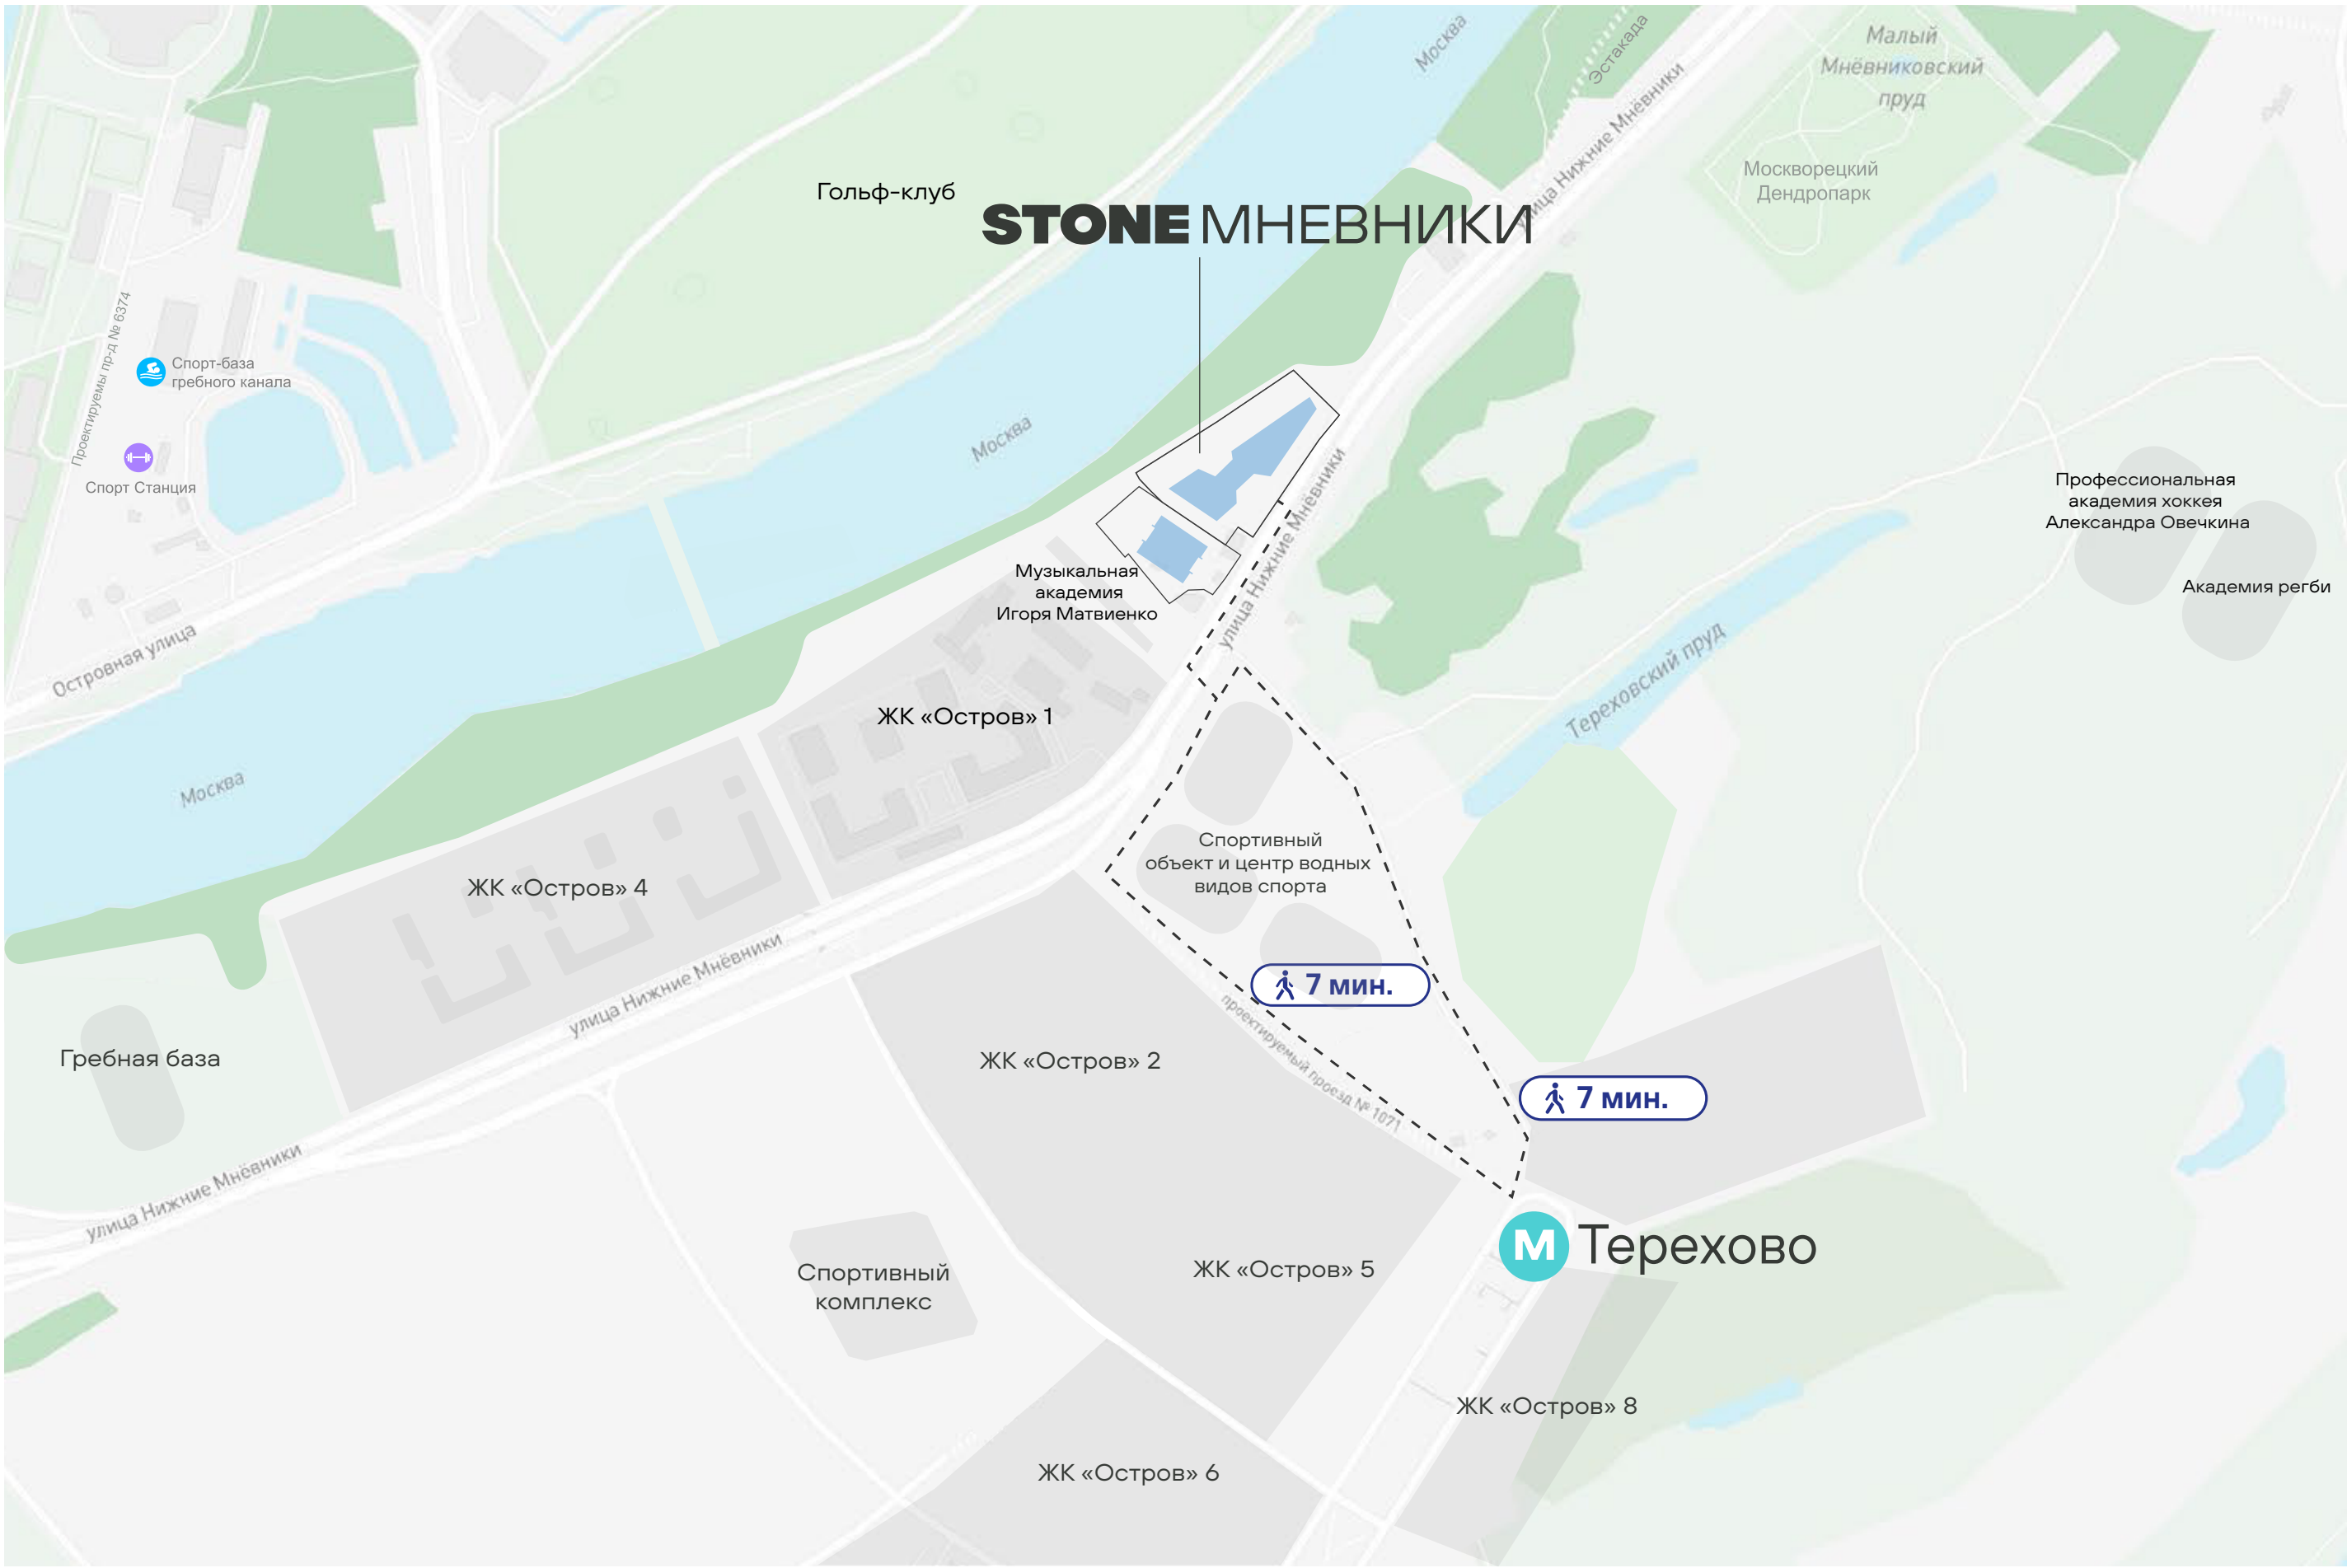 Москва
Эстакада
улица Нижние Мнёвники
Малый
Мнёвниковский
пруд
Москворецкий
Дендропарк
Гольф-клуб
STONE МНЕВНИКИ
Проектируемы пр-д № 6374
Спорт-база
гребного канала
Спорт Станция
Москва
Профессиональная
академия хоккея
Александра Овечкина
Академия регби
улица Нижние Мнёвники
Музыкальная
академия
Игоря Матвиенко
Островная улица
Тереховский пруд
ЖК «Остров» 1
Москва
Спортивный
объект и центр водных
видов спорта
ЖК «Остров» 4
улица Нижние Мнёвники
7 мин.
проектируемый проезд № 1071
Гребная база
ЖК «Остров» 2
7 мин.
улица Нижние Мнёвники
М Терехово
Спортивный
комплекс
ЖК «Остров» 5
ЖК «Остров» 8
ЖК «Остров» 6